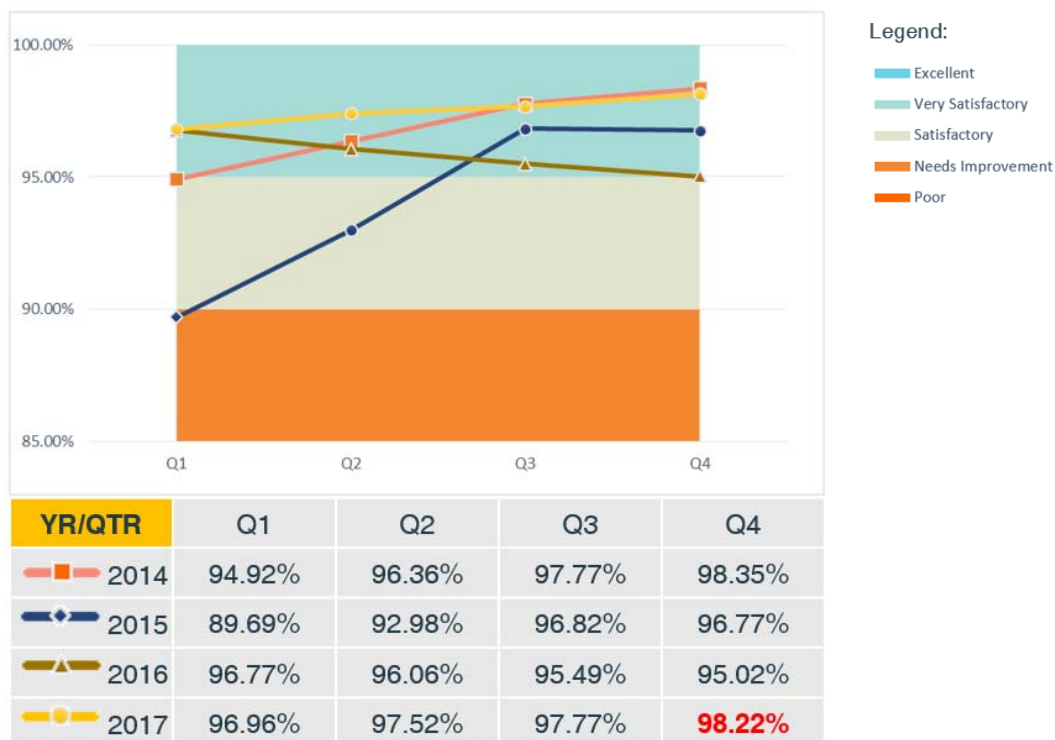 Legend:
Excellent
Very Satisfactory
Satisfactory
Needs Improvement
Poor
100.00%
95.00%
90.00%
85.00%
Q1 Q2 Q3 Q4
YR/QTR Q1 Q2 Q3 Q4
2014 94.92% 96.36% 97.77% 98.35%
2015 89.69% 92.98% 96.82% 96.77%
2016 96.77% 96.06% 95.49% 95.02%
2017 96.96% 97.52% 97.77% 98.22%